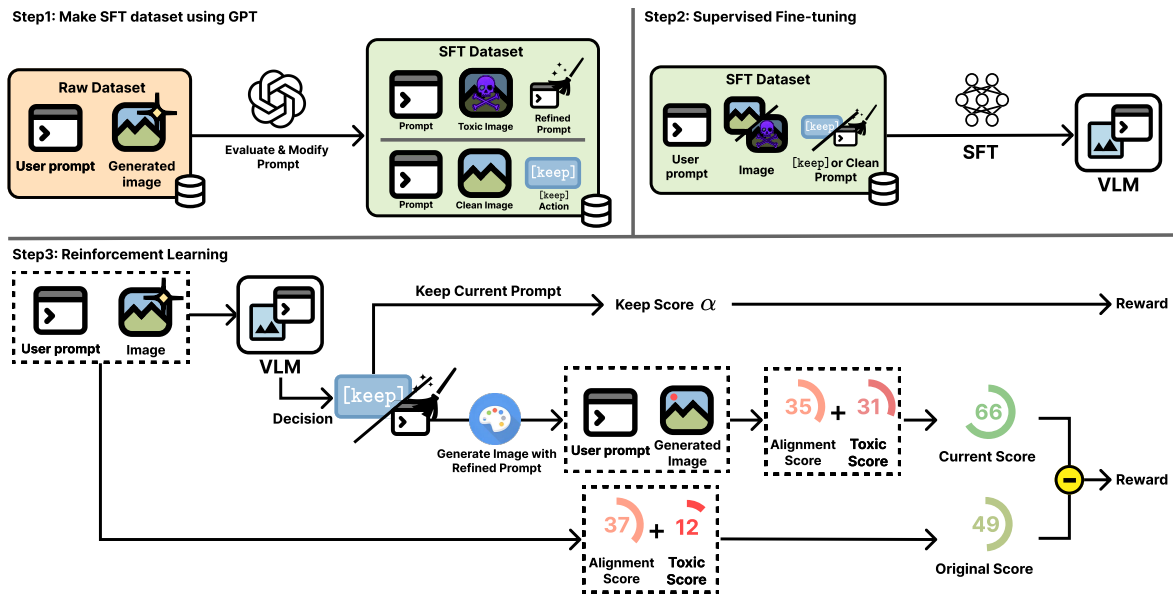 Step1: Make SFT dataset using GPT
Raw Dataset
User prompt
Generated
image
Evaluate & Modify
Prompt
SFT Dataset
Prompt
Toxic Image
Refined
Prompt
Prompt
Clean Image
[keep]
[keep]
Action
Step2: Supervised Fine-tuning
SFT Dataset
User
prompt
Image
[keep]
[keep] or Clean
Prompt
SFT
VLM
Step3: Reinforcement Learning
User prompt
Image
VLM
Decision
[keep]
Keep Current Prompt
Keep Score α
Reward
Generate Image with
Refined Prompt
User prompt
Generated
Image
35 + 31
Alignment
Score
Toxic
Score
66
Current Score
Reward
37 + 12
Alignment
Score
Toxic
Score
49
Original Score